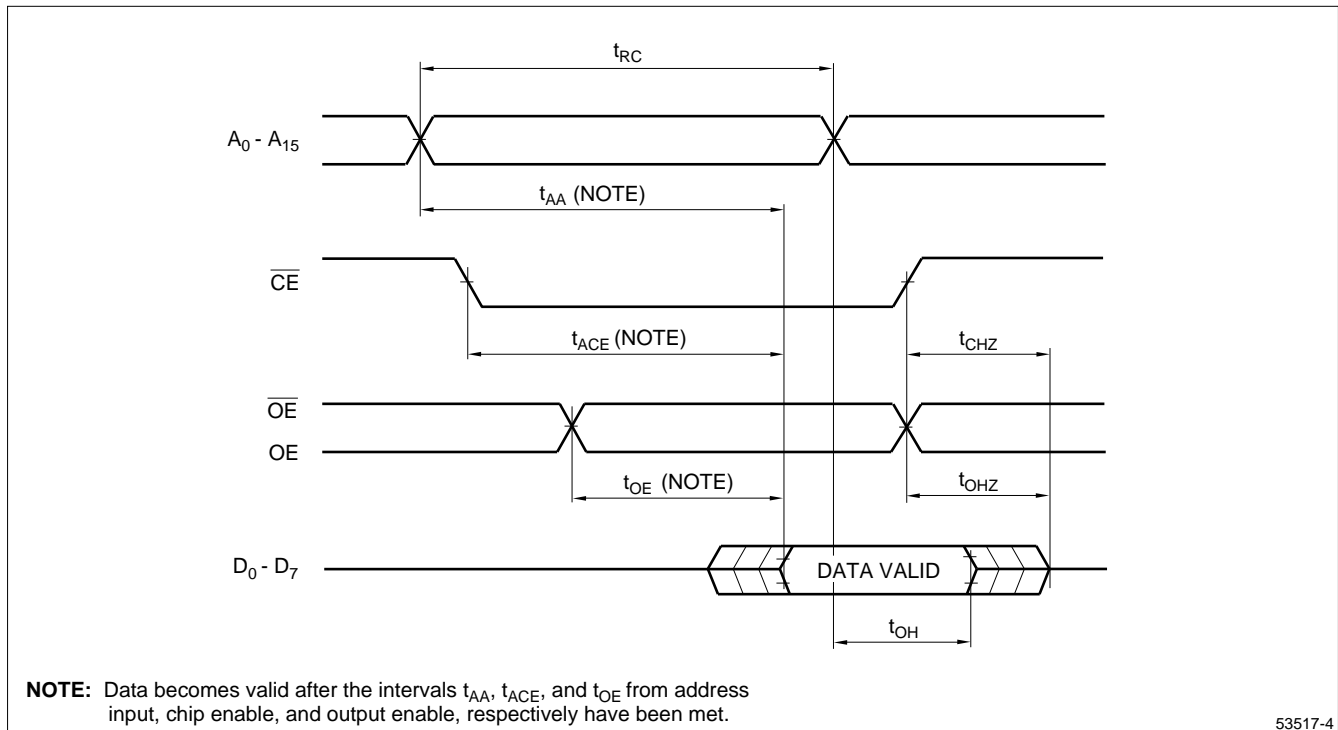 tRC
A0 - A15
tAA (NOTE)
CE
tACE (NOTE)
tCHZ
OE
OE
tOE (NOTE)
tOHZ
D0 - D7
DATA VALID
tOH
NOTE: Data becomes valid after the intervals tAA, tACE, and tOE from address
input, chip enable, and output enable, respectively have been met.
53517-4